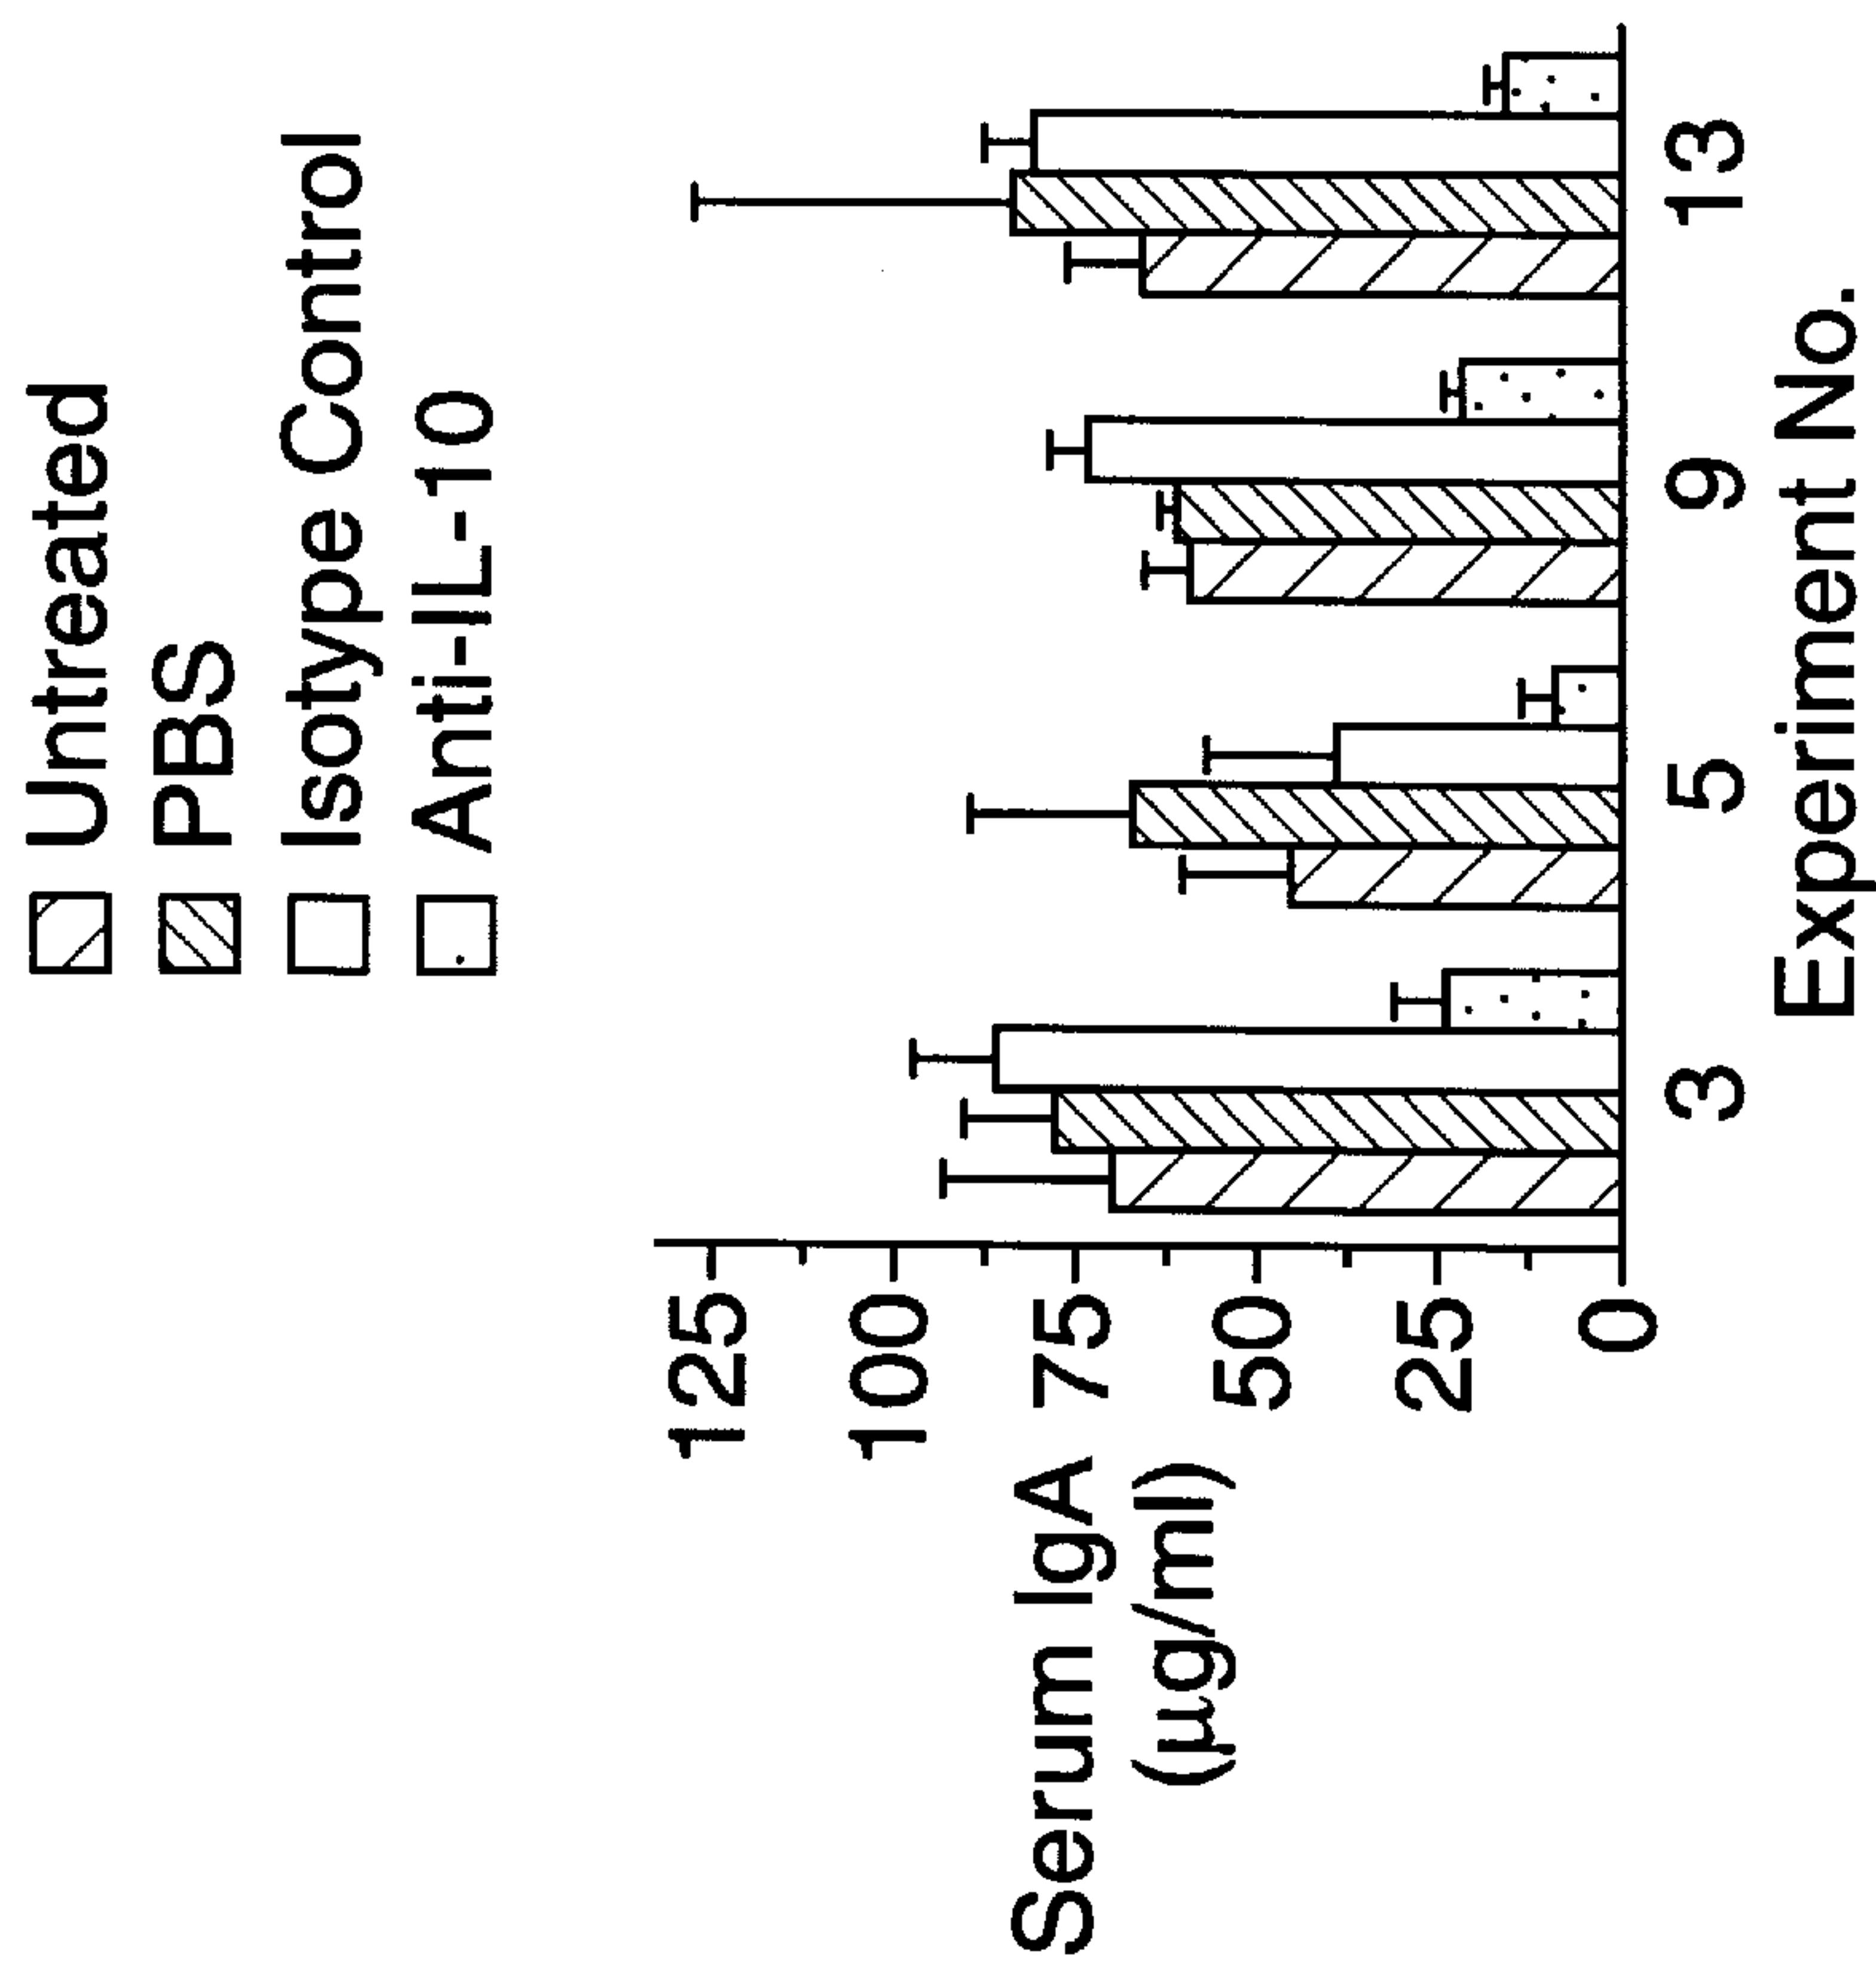 Untreated
PBS
Isotype Control
Anti-IL-10
Serum IgA
(µg/ml)
125
100
75
50
25
0
3 5 9 13
Experiment No.